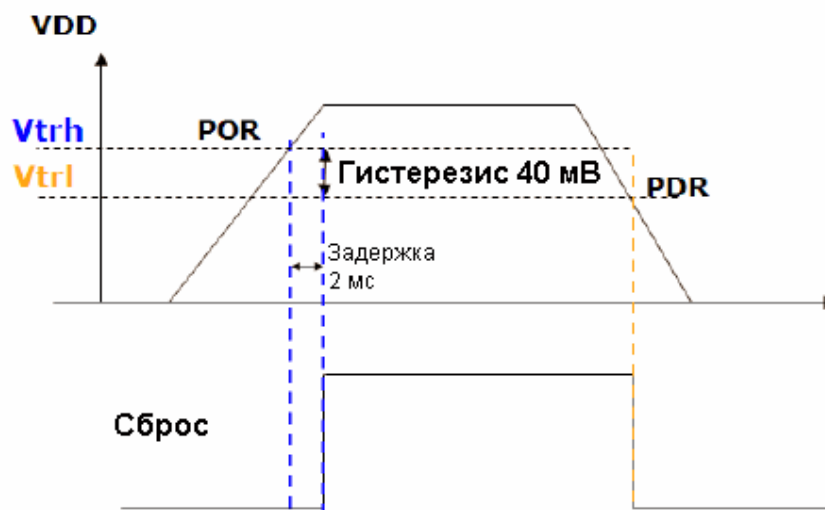 VDD
Vtrh
POR
Vtrl
Гистерезис 40 мВ
PDR
Задержка
2 мс
Сброс